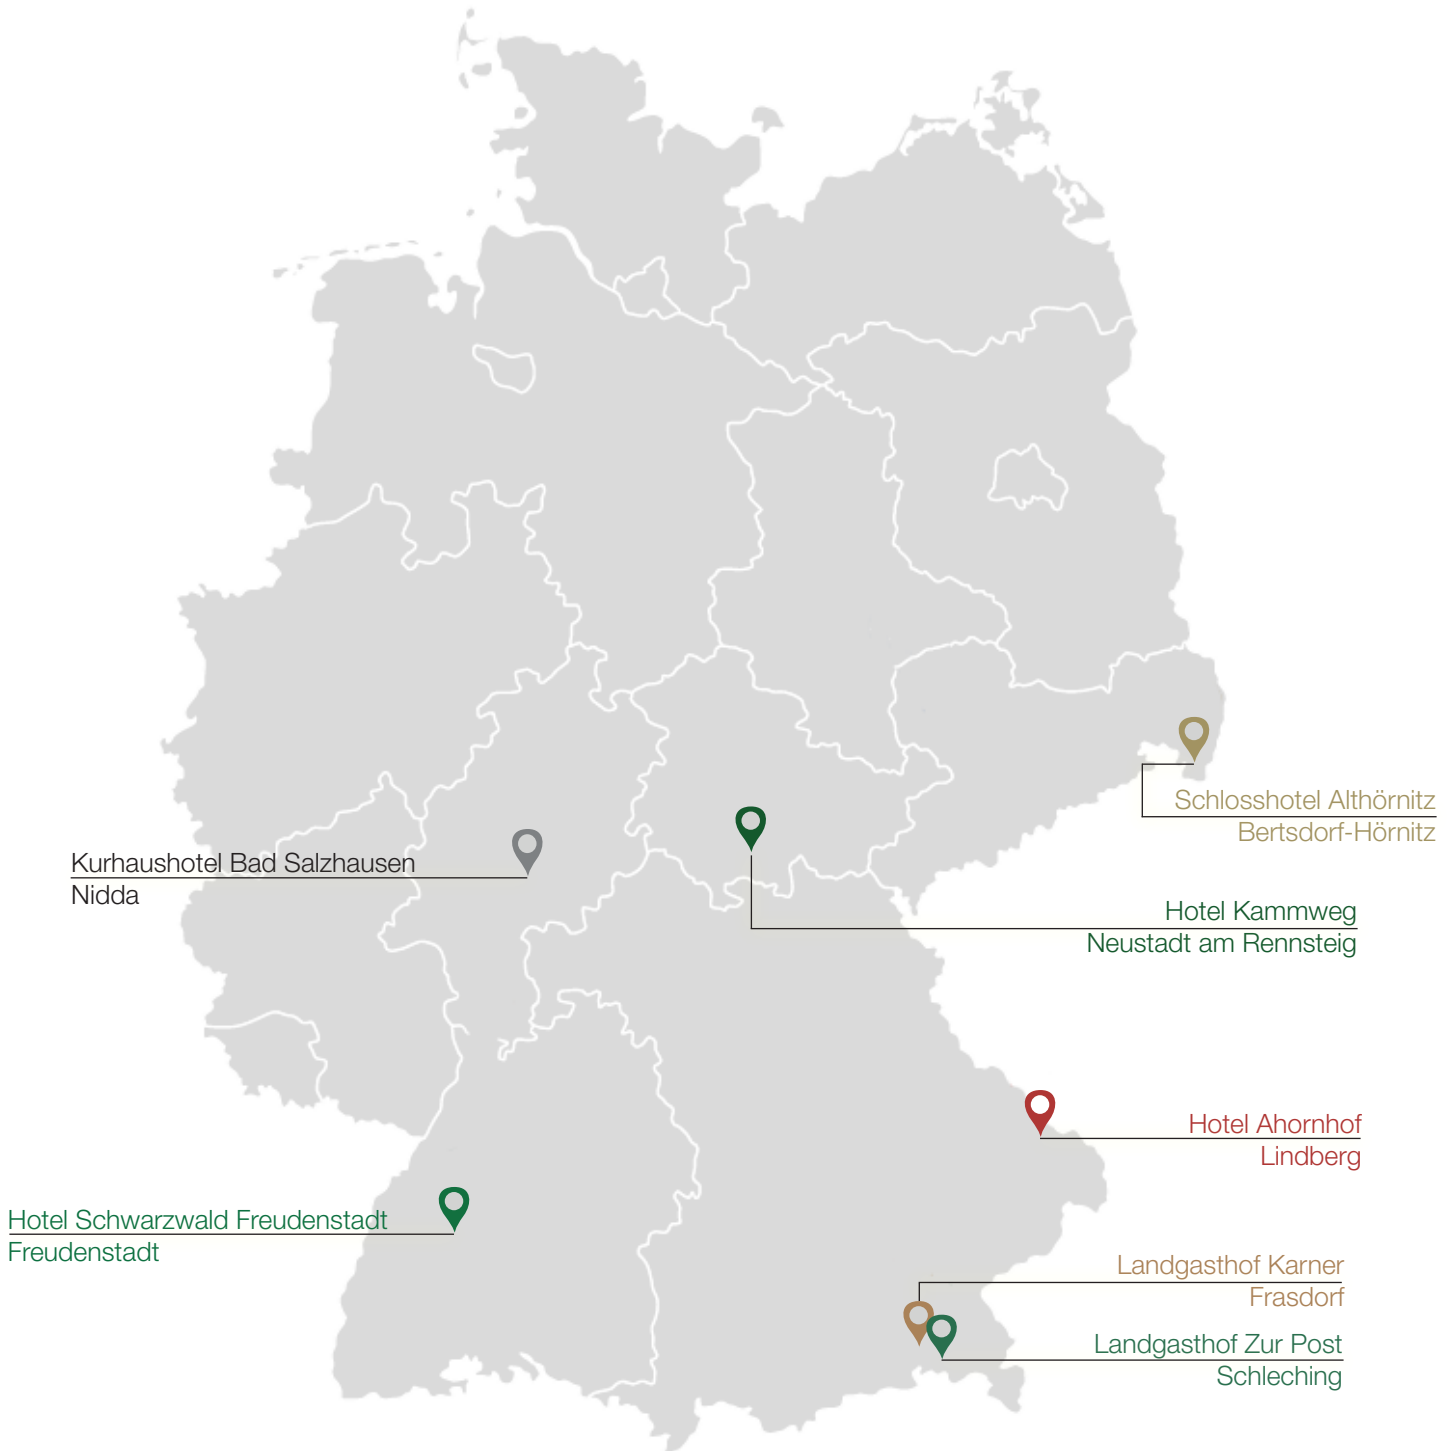 Schlosshotel Althörnitz
Bertsdorf-Hörnitz
Kurhaushotel Bad Salzhausen
Nidda
Hotel Kammweg
Neustadt am Rennsteig
Hotel Ahornhof
Lindberg
Hotel Schwarzwald Freudenstadt
Freudenstadt
Landgasthof Karner
Frasdorf
Landgasthof Zur Post
Schleching